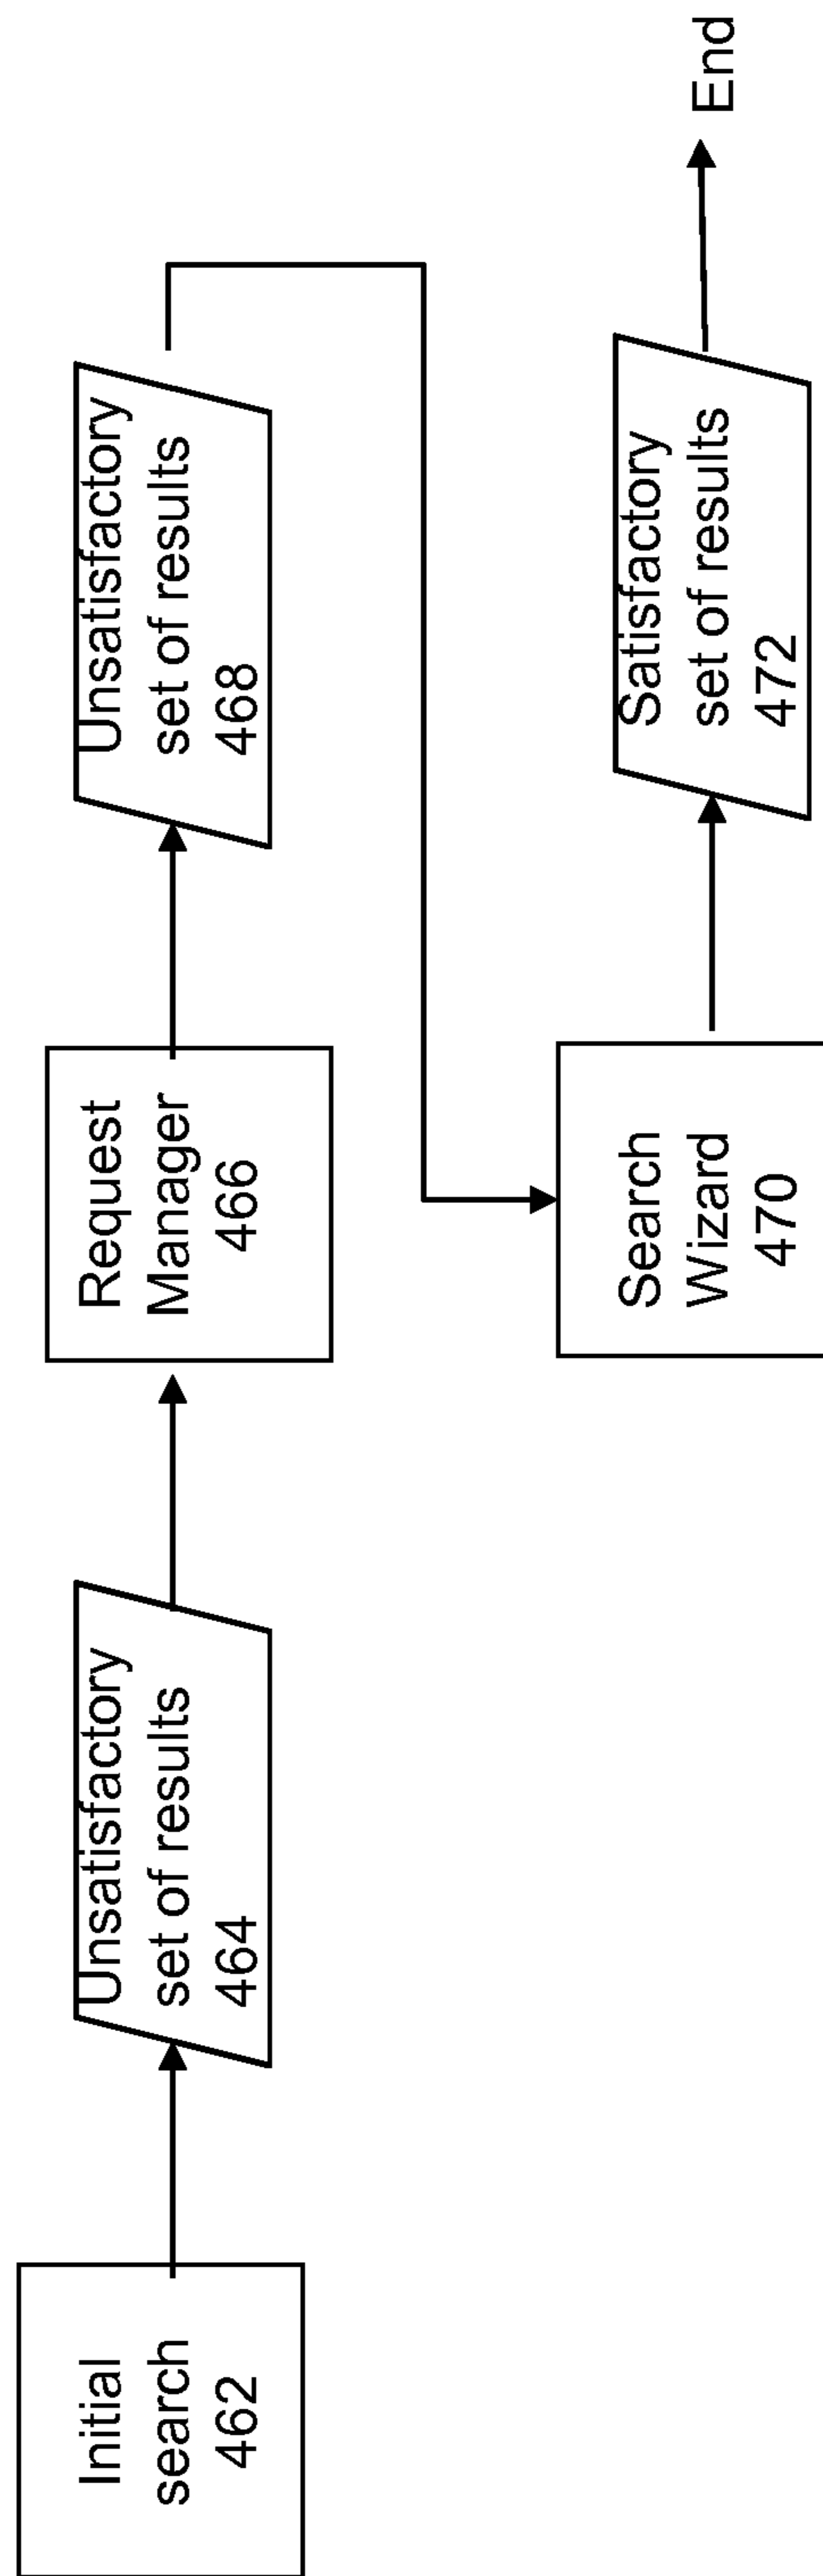 Initial
search
462
Unsatisfactory
set of results
464
Request
Manager
466
Unsatisfactory
set of results
468
Search
Wizard
470
Satisfactory
set of results
472
End